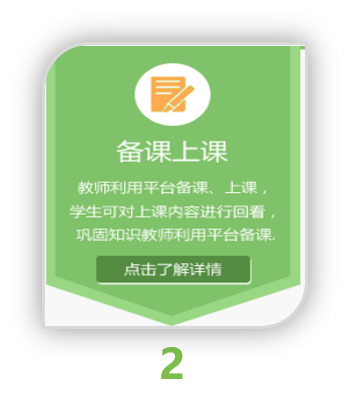 备课上课
教师利用平台备课、上课，
学生可对上课内容进行回看，
巩固知识教师利用平台备课.
点击了解详情
2